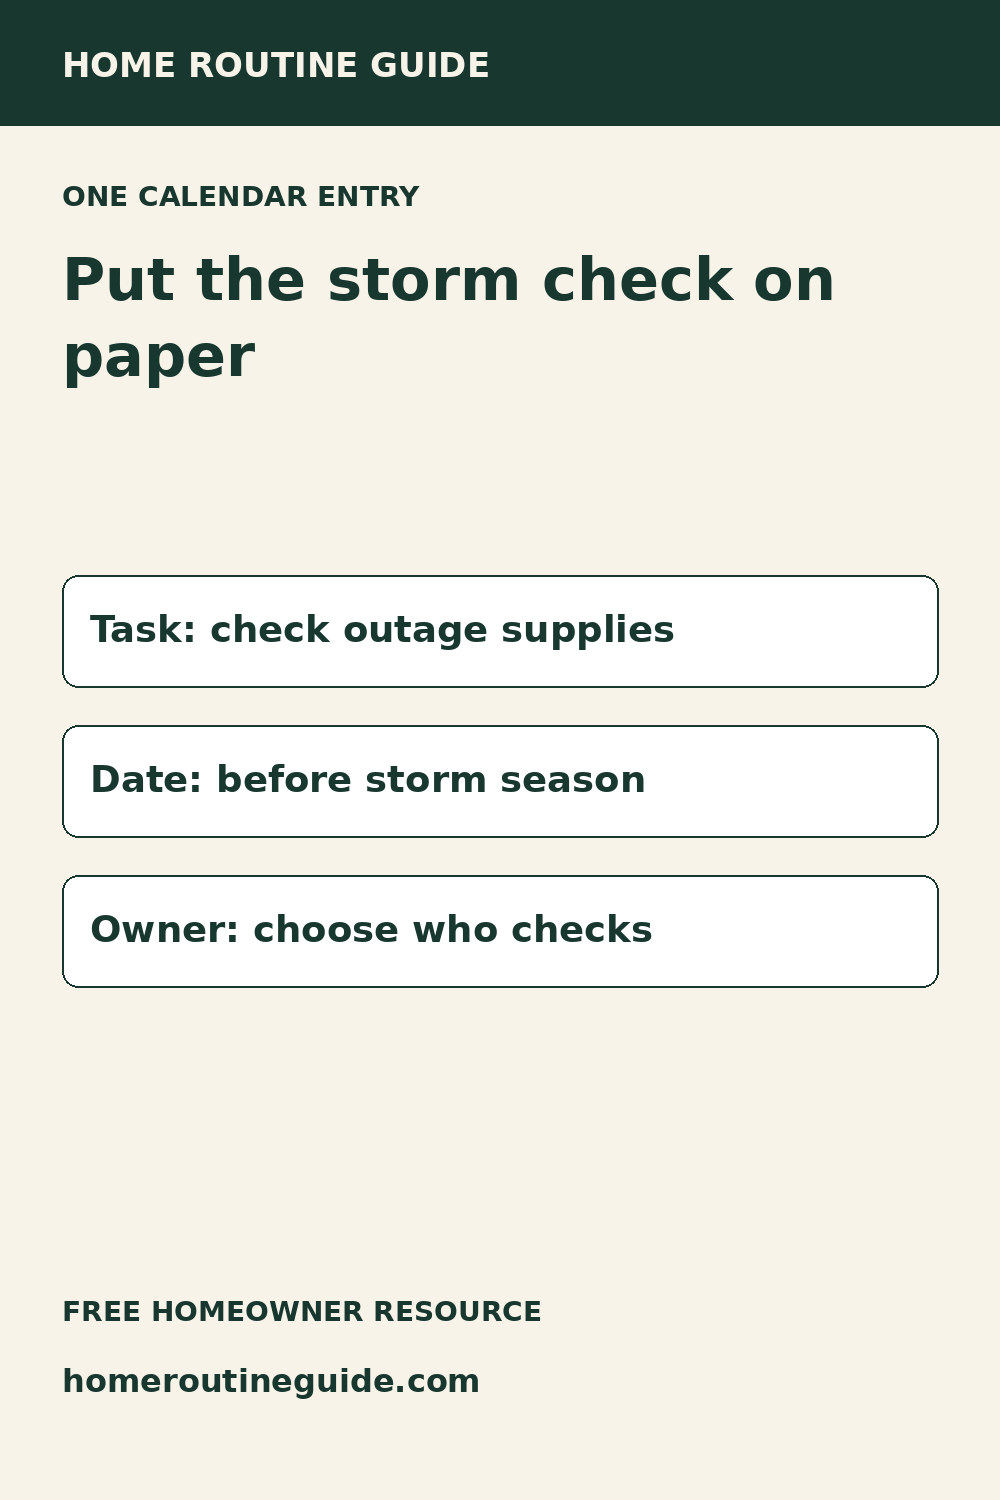 HOME ROUTINE GUIDE
ONE CALENDAR ENTRY
Put the storm check on
paper
Task: check outage supplies
Date: before storm season
Owner: choose who checks
FREE HOMEOWNER RESOURCE
homeroutineguide.com